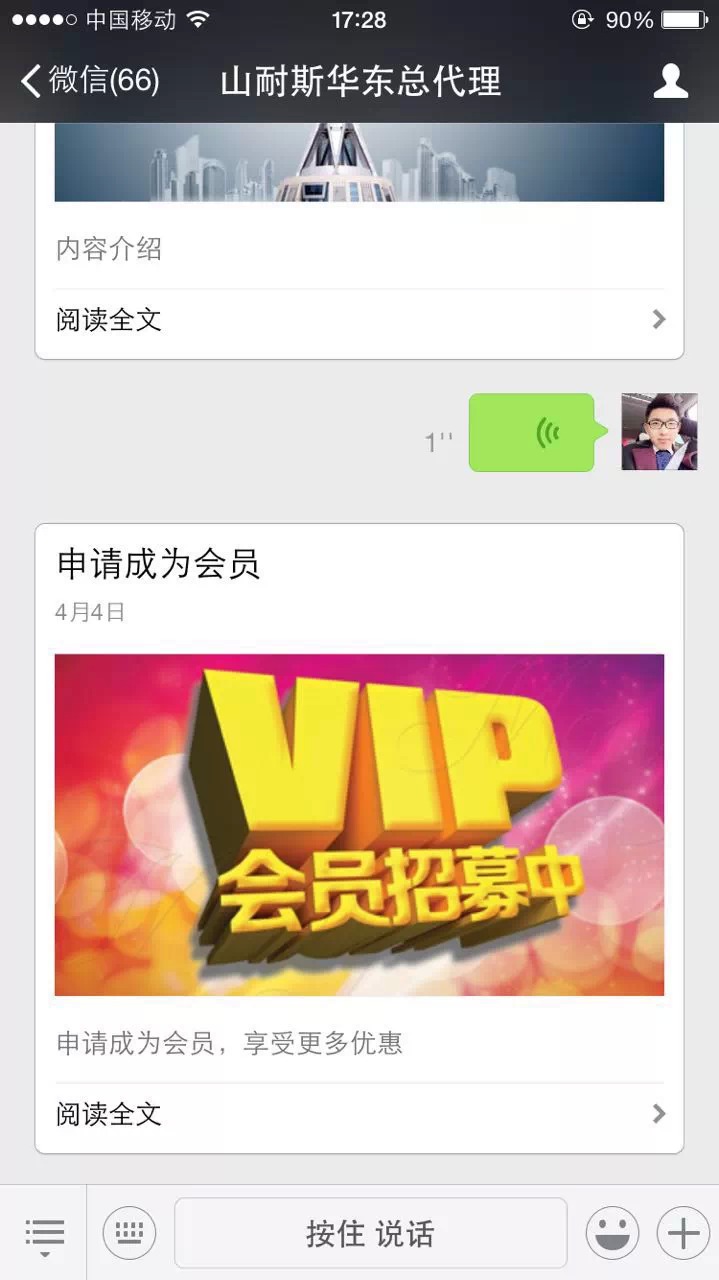 中国移动
17:28
90%
微信(66)
山耐斯华东总代理
内容介绍
阅读全文
1''
申请成为会员
4月4日
VIP
会员招募中
申请成为会员，享受更多优惠
阅读全文
按住 说话